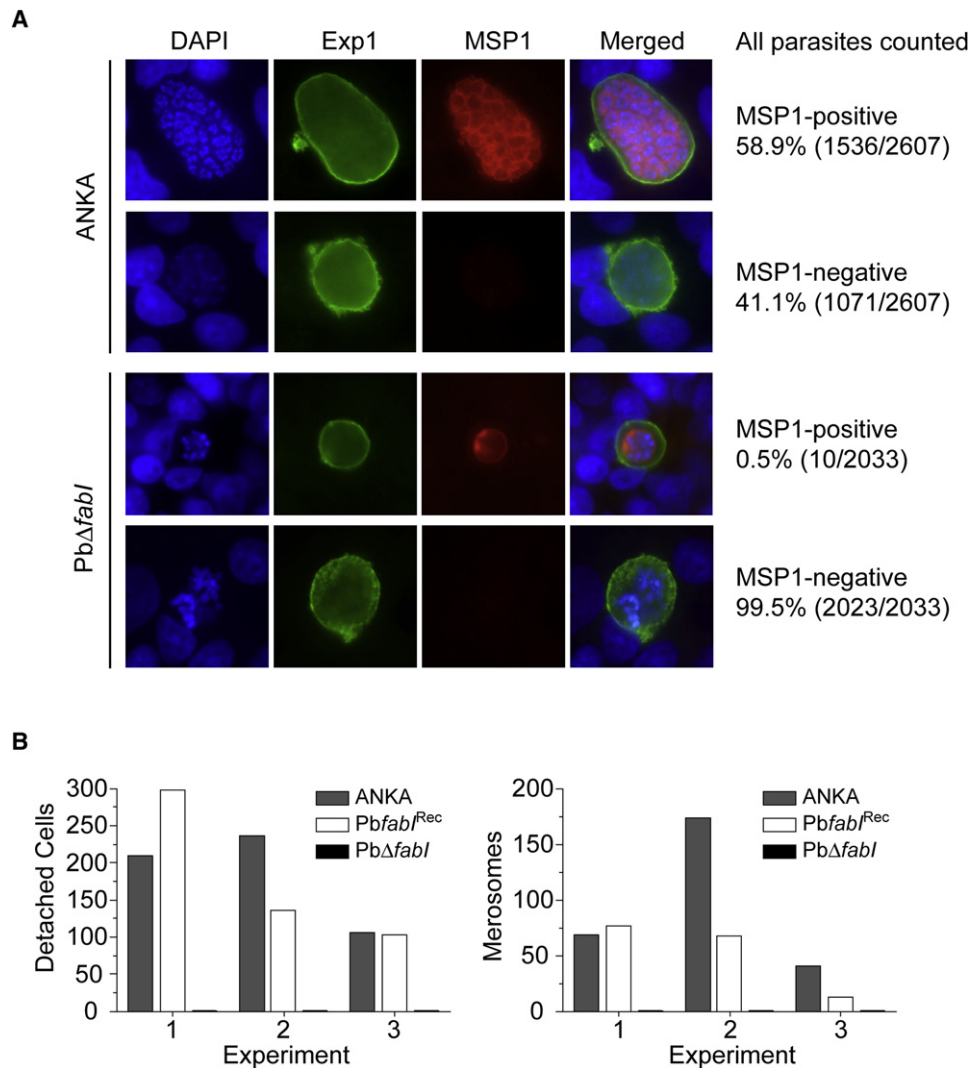 A
DAPI Exp1 MSP1 Merged All parasites counted
ANKA
MSP1-positive
58.9% (1536/2607)
MSP1-negative
41.1% (1071/2607)
PbΔfabI
MSP1-positive
0.5% (10/2033)
MSP1-negative
99.5% (2023/2033)
B
Detached Cells
300
250
200
150
100
50
0
ANKA
PbfabIRec
PbΔfabI
1 2 3
Experiment
Merosomes
200
150
100
50
0
ANKA
PbfabIRec
PbΔfabI
1 2 3
Experiment